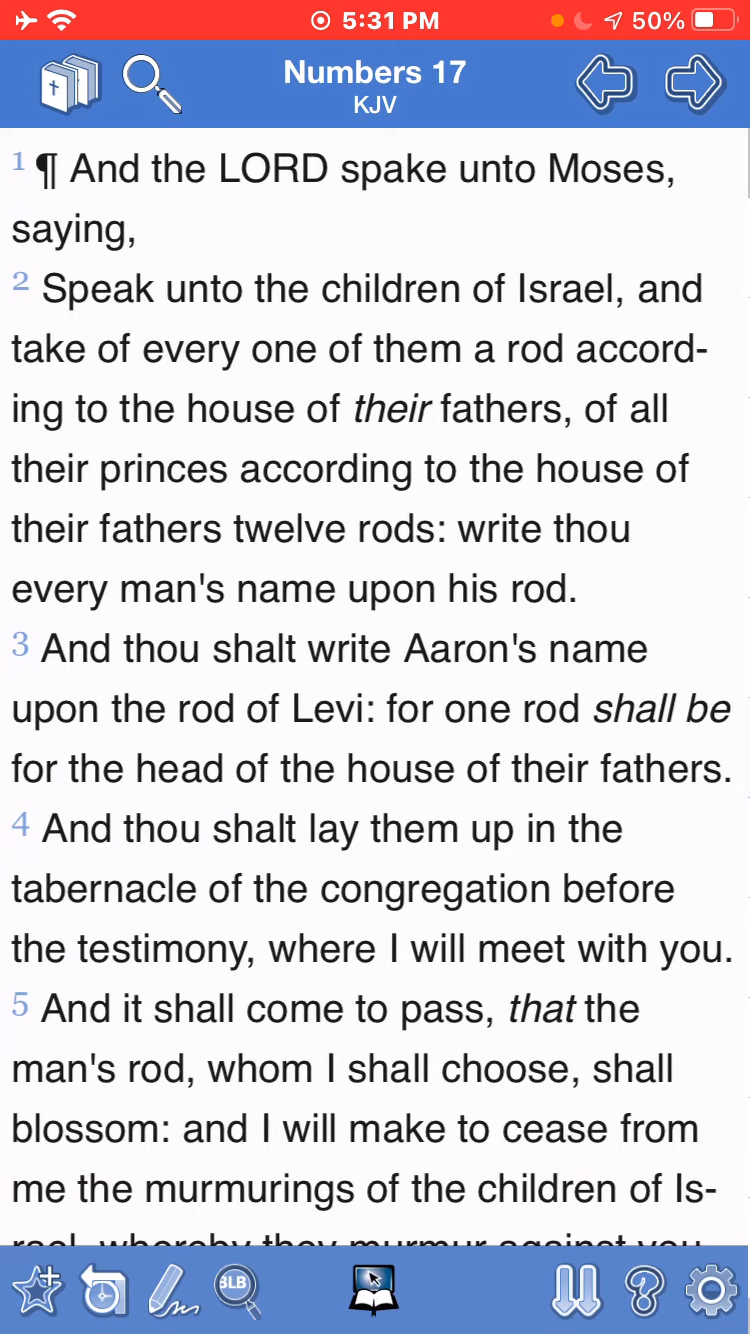 5:31 PM
50%
Numbers 17
KJV
1 ¶ And the LORD spake unto Moses,
saying,
2 Speak unto the children of Israel, and
take of every one of them a rod accord-
ing to the house of their fathers, of all
their princes according to the house of
their fathers twelve rods: write thou
every man's name upon his rod.
3 And thou shalt write Aaron's name
upon the rod of Levi: for one rod shall be
for the head of the house of their fathers.
4 And thou shalt lay them up in the
tabernacle of the congregation before
the testimony, where I will meet with you.
5 And it shall come to pass, that the
man's rod, whom I shall choose, shall
blossom: and I will make to cease from
me the murmurings of the children of Is-
rael, whereby they murmur against you.
BLB